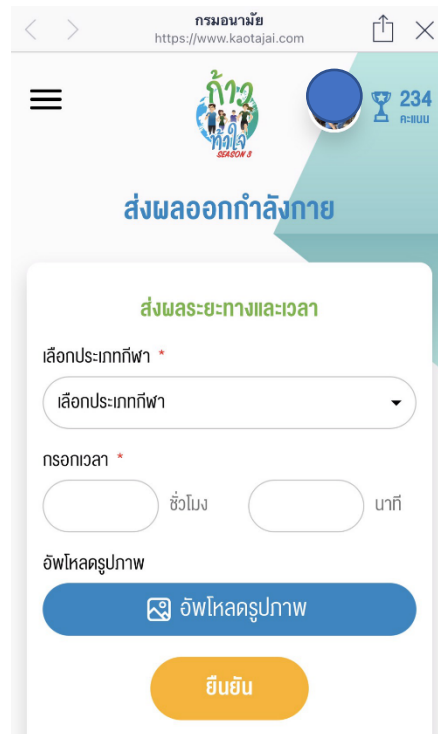 กรมอนามัย
https://www.kaotajai.com
ก้าว
ท้าใจ
SEASON 3
234
คะแนน
ส่งผลออกกำลังกาย
ส่งผลระยะทางและเวลา
เลือกประเภทกีฬา *
เลือกประเภทกีฬา
กรอกเวลา *
ชั่วโมง
นาที
อัพโหลดรูปภาพ
อัพโหลดรูปภาพ
ยืนยัน